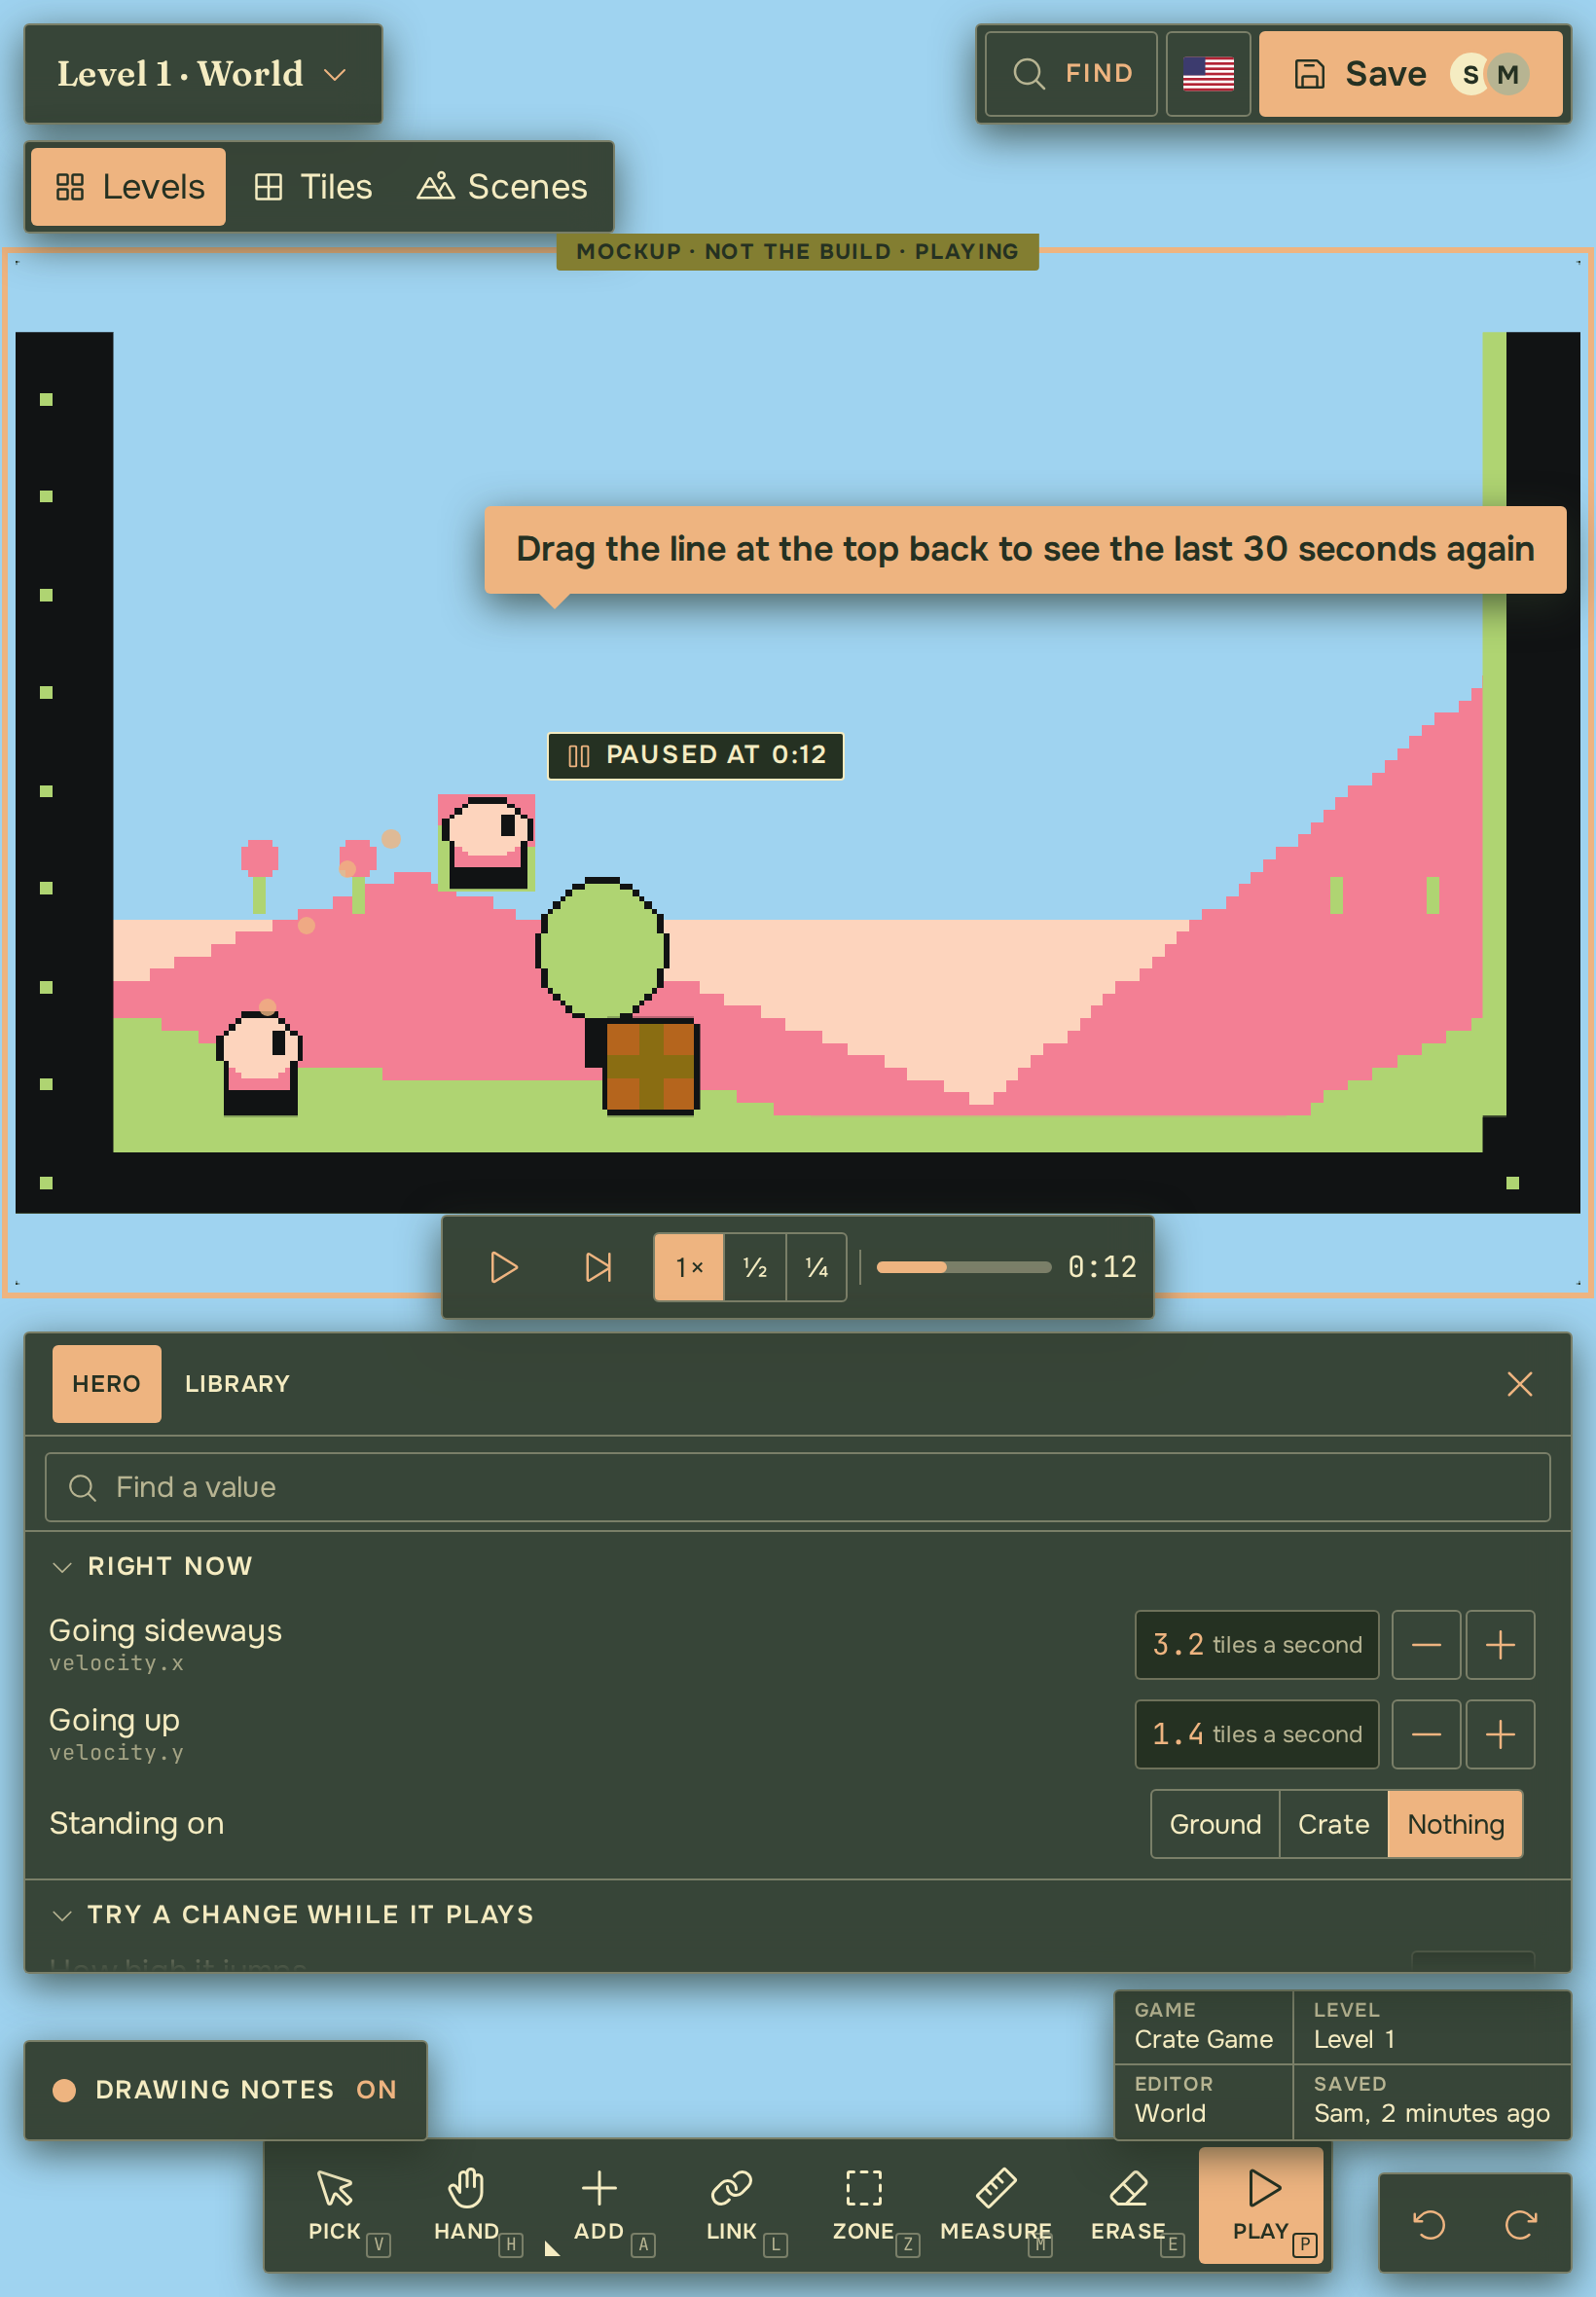 Level 1 · World
FIND
Save
S
M
Levels
Tiles
Scenes
MOCKUP · NOT THE BUILD · PLAYING
Drag the line at the top back to see the last 30 seconds again
PAUSED AT 0:12
1×
½
¼
0:12
HERO
LIBRARY
Find a value
RIGHT NOW
Going sideways
velocity.x
3.2 tiles a second
Going up
velocity.y
1.4 tiles a second
Standing on
Ground
Crate
Nothing
TRY A CHANGE WHILE IT PLAYS
How high it jumps
GAME
Crate Game
LEVEL
Level 1
EDITOR
World
SAVED
Sam, 2 minutes ago
DRAWING NOTES ON
PICK V
HAND H
ADD A
LINK L
ZONE Z
MEASURE M
ERASE E
PLAY P